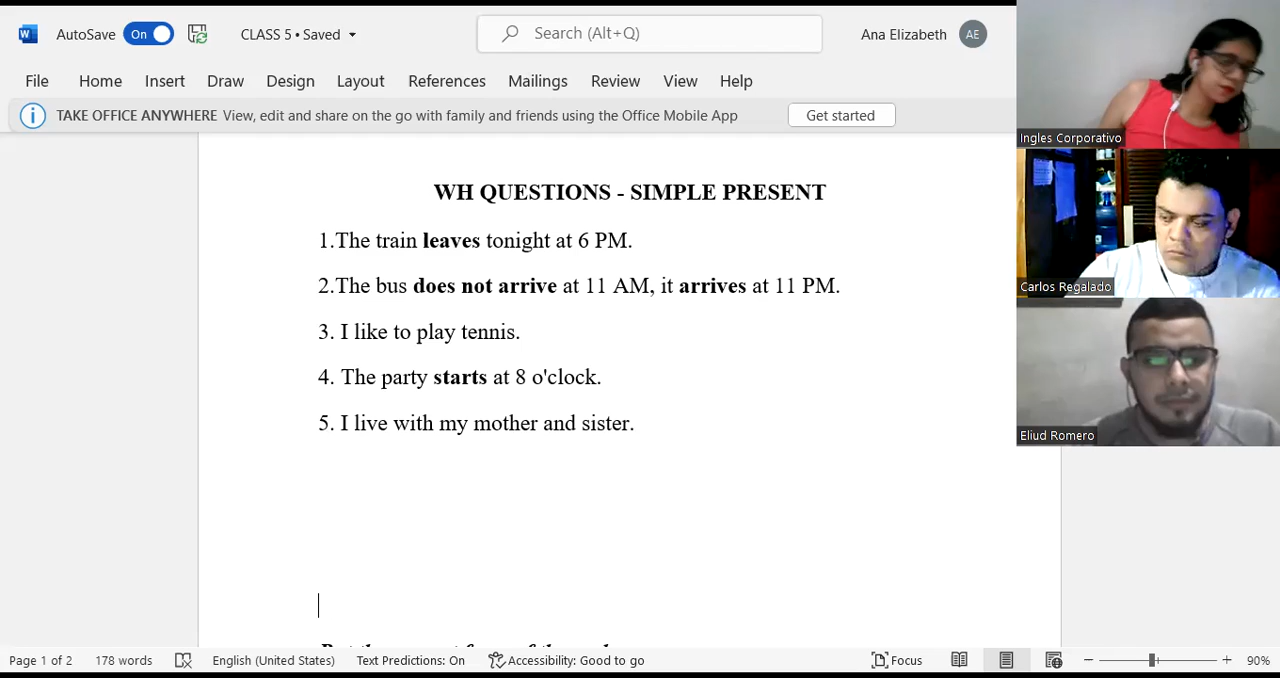 AutoSave On CLASS 5 • Saved Search (Alt+Q) Ana Elizabeth AE
File Home Insert Draw Design Layout References Mailings Review View Help
TAKE OFFICE ANYWHERE View, edit and share on the go with family and friends using the Office Mobile App Get started
Ingles Corporativo
WH QUESTIONS - SIMPLE PRESENT
1.The train leaves tonight at 6 PM.
2.The bus does not arrive at 11 AM, it arrives at 11 PM.
Carlos Regalado
3. I like to play tennis.
4. The party starts at 8 o'clock.
5. I live with my mother and sister.
Eliud Romero
Page 1 of 2 178 words English (United States) Text Predictions: On Accessibility: Good to go Focus 90%